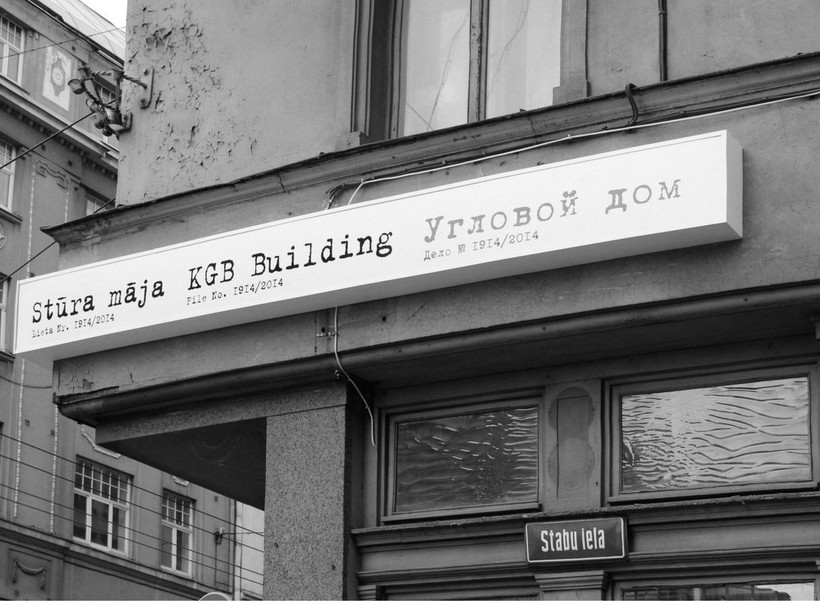 Stūra māja
Lieta Nr. 1914/2014
KGB Building
File No. 1914/2014
Угловой дом
Дело № 1914/2014
Stabu iela